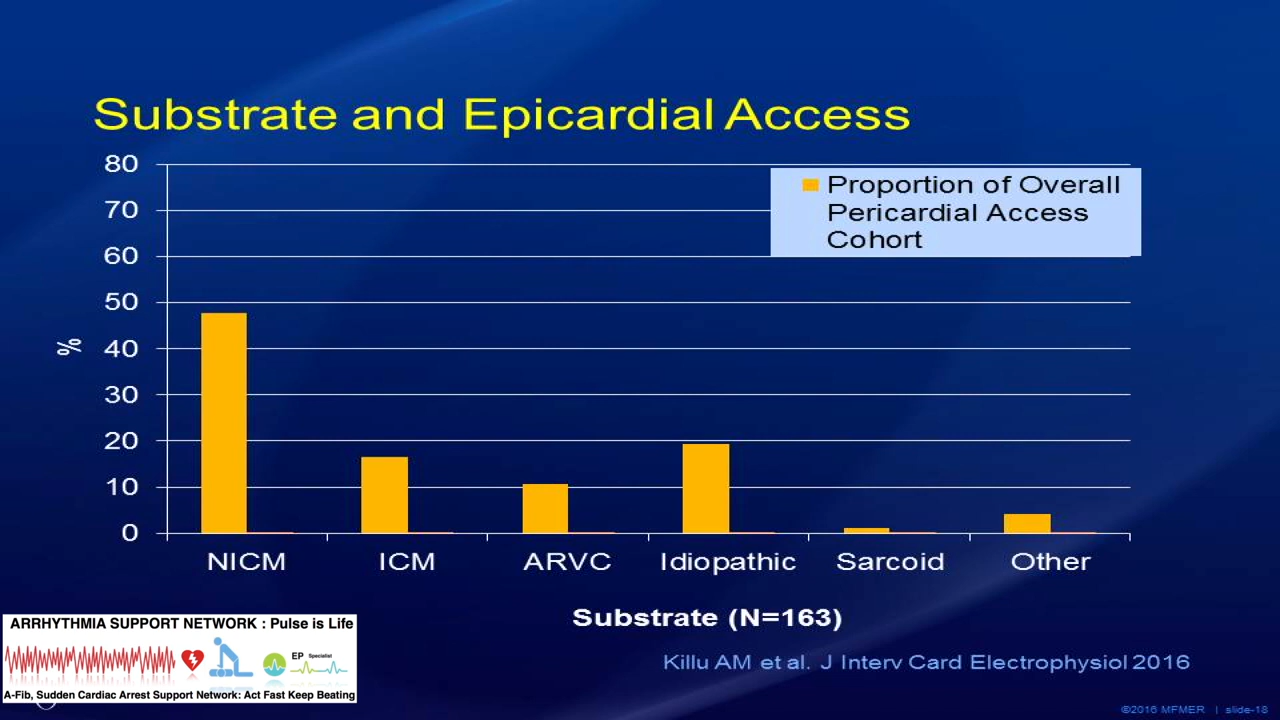 Substrate and Epicardial Access
80
70
60
50
40
30
20
10
0
%
Proportion of Overall
Pericardial Access
Cohort
NICM ICM ARVC Idiopathic Sarcoid Other
Substrate (N=163)
Killu AM et al. J Interv Card Electrophysiol 2016
ARRHYTHMIA SUPPORT NETWORK : Pulse is Life
EP Specialist
A-Fib, Sudden Cardiac Arrest Support Network: Act Fast Keep Beating
©2016 MFMER | slide-18